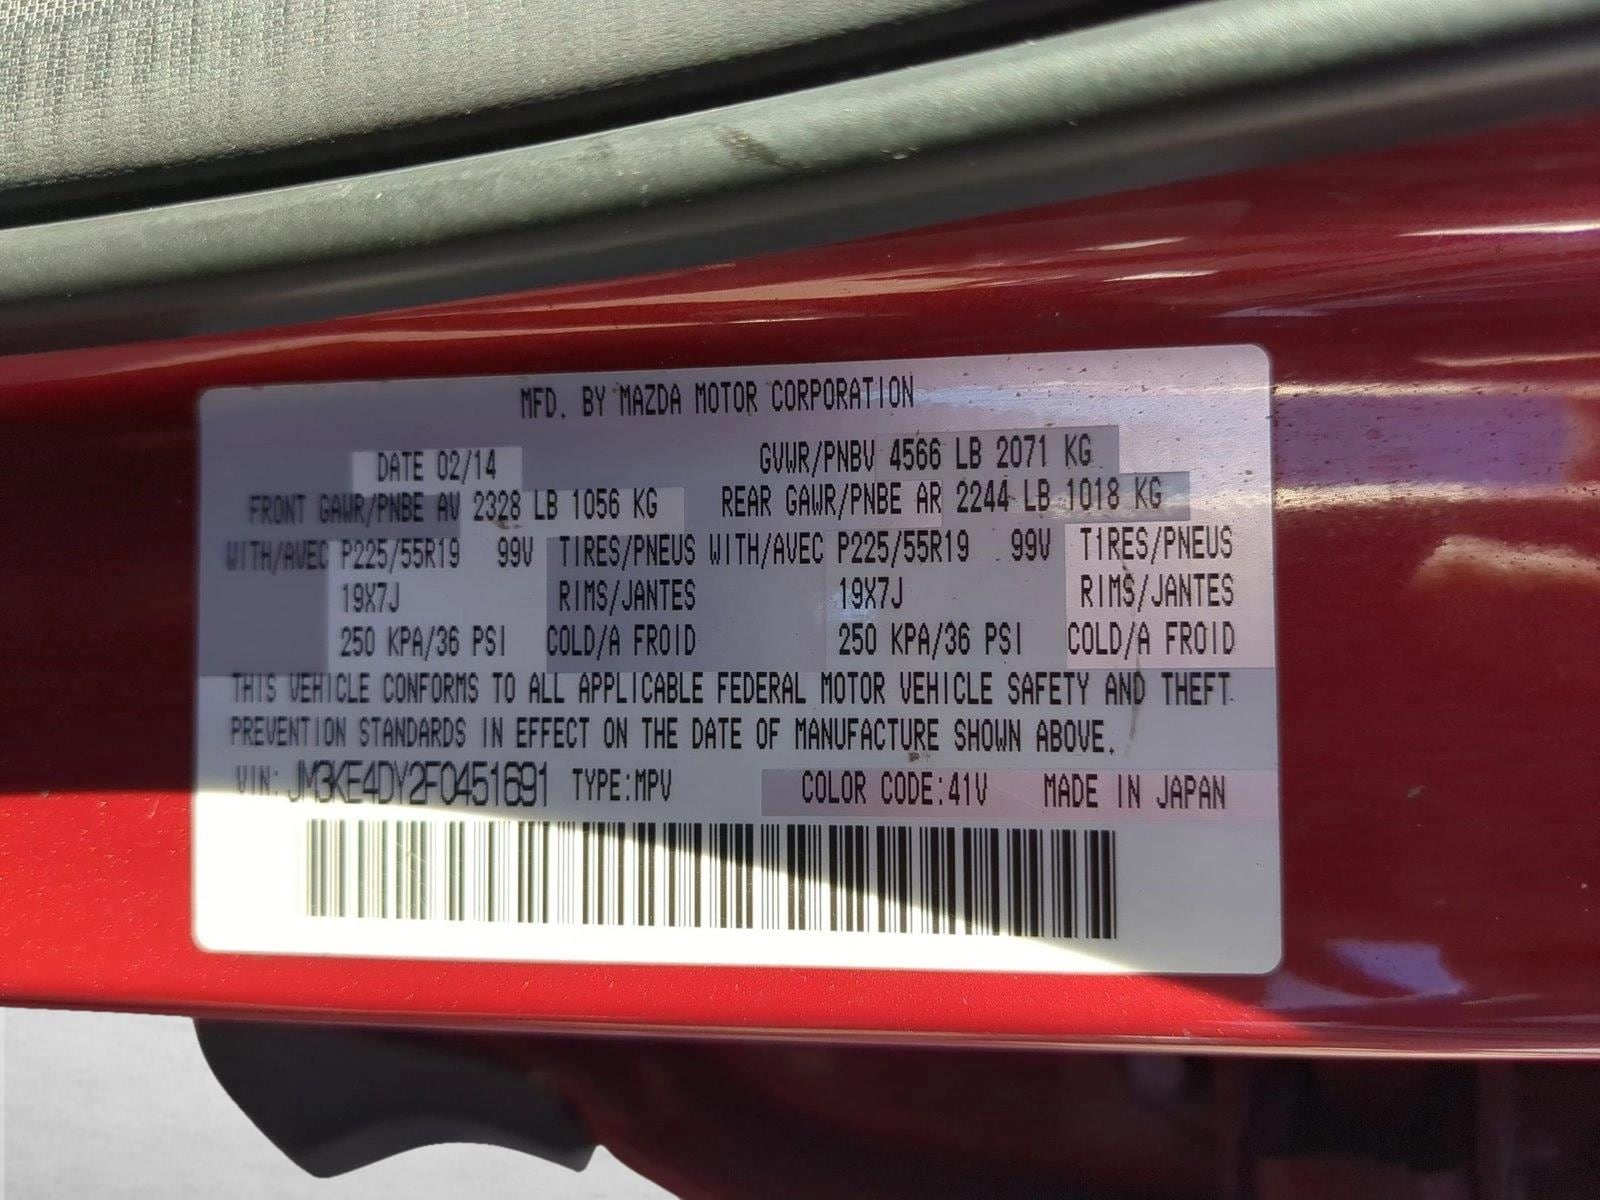 MFD. BY MAZDA MOTOR CORPORATION
DATE 02/14 GVWR/PNBV 4566 LB 2071 KG
FRONT GAWR/PNBE AV 2328 LB 1056 KG REAR GAWR/PNBE AR 2244 LB 1018 KG
WITH/AVEC P225/55R19 99V TIRES/PNEUS WITH/AVEC P225/55R19 99V TIRES/PNEUS
19X7J RIMS/JANTES 19X7J RIMS/JANTES
250 KPA/36 PSI COLD/A FROID 250 KPA/36 PSI COLD/A FROID
THIS VEHICLE CONFORMS TO ALL APPLICABLE FEDERAL MOTOR VEHICLE SAFETY AND THEFT
PREVENTION STANDARDS IN EFFECT ON THE DATE OF MANUFACTURE SHOWN ABOVE.
VIN: JM3KE4DY2F0451691 TYPE:MPV COLOR CODE:41V MADE IN JAPAN